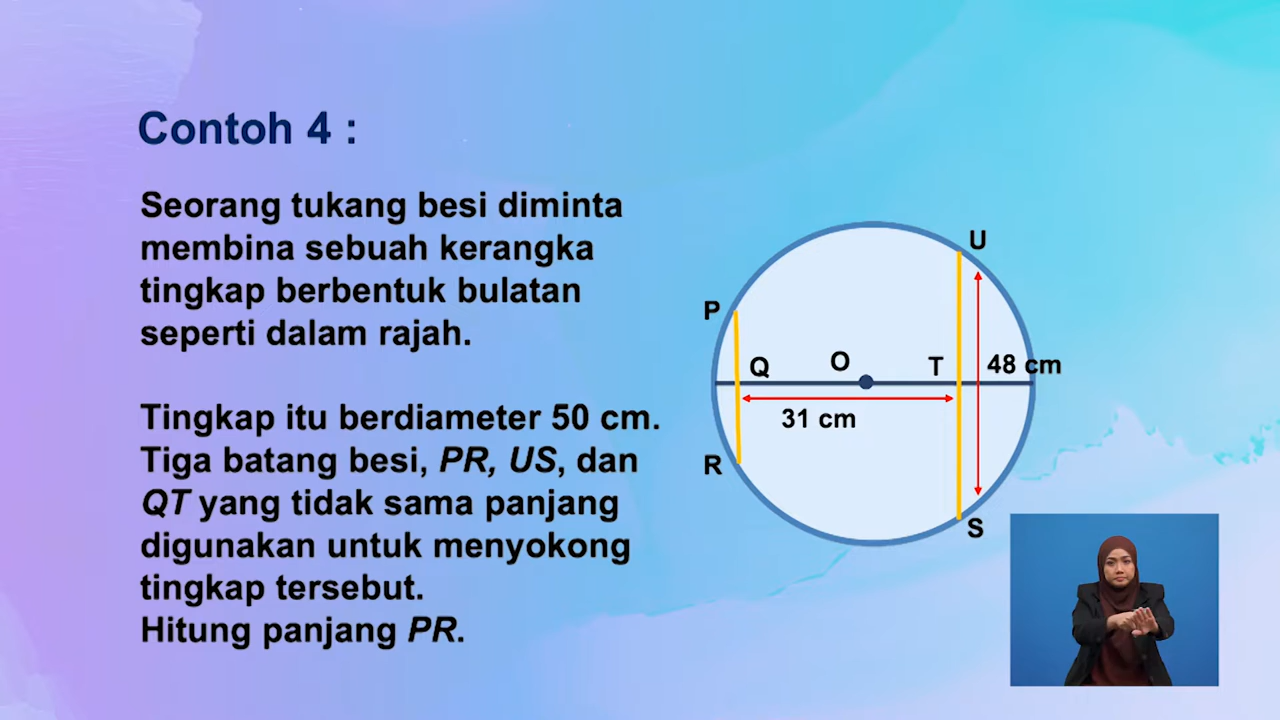 Contoh 4 :
Seorang tukang besi diminta
membina sebuah kerangka
tingkap berbentuk bulatan
seperti dalam rajah.
Tingkap itu berdiameter 50 cm.
Tiga batang besi, PR, US, dan
QT yang tidak sama panjang
digunakan untuk menyokong
tingkap tersebut.
Hitung panjang PR.
U
P
Q
O
T
48 cm
31 cm
R
S